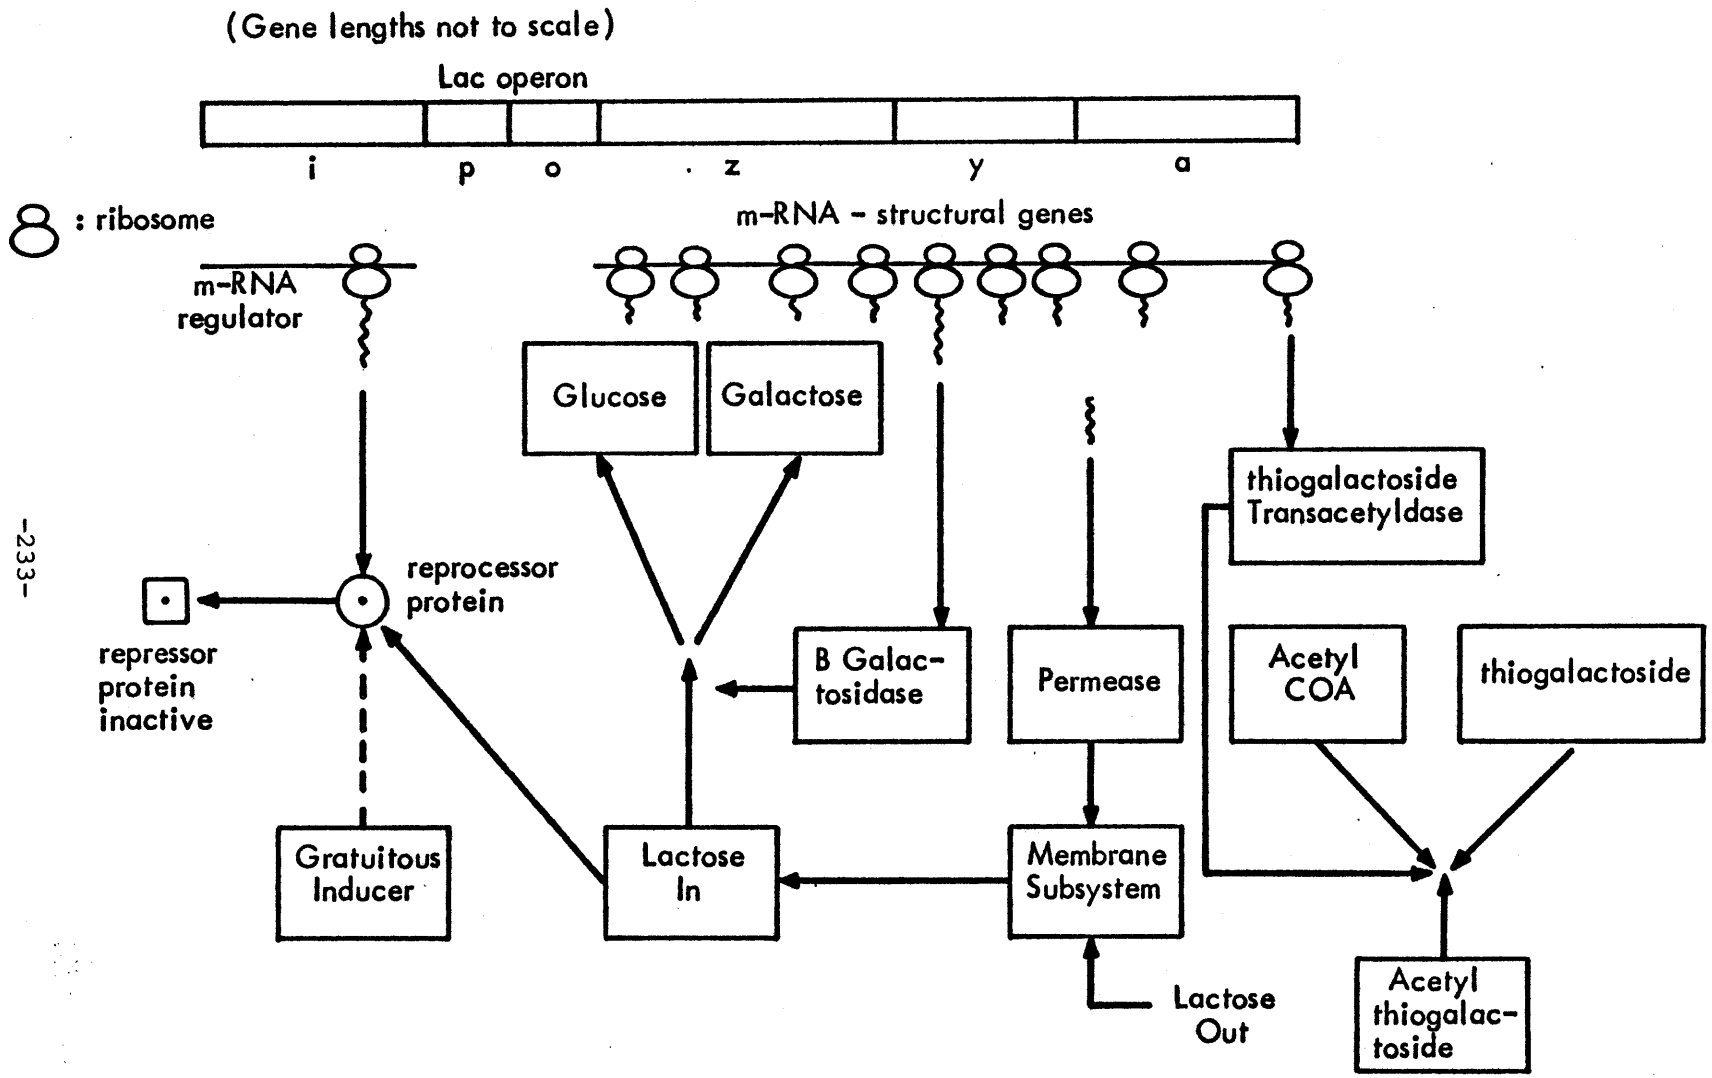 (Gene lengths not to scale)
Lac operon
i p o z y a
: ribosome
m-RNA - structural genes
m-RNA
regulator
Glucose
Galactose
thiogalactoside
Transacetyldase
-233-
reprocessor
protein
repressor
protein
inactive
B Galac-
tosidase
Permease
Acetyl
COA
thiogalactoside
Gratuitous
Inducer
Lactose
In
Membrane
Subsystem
Lactose
Out
Acetyl
thiogalac-
toside